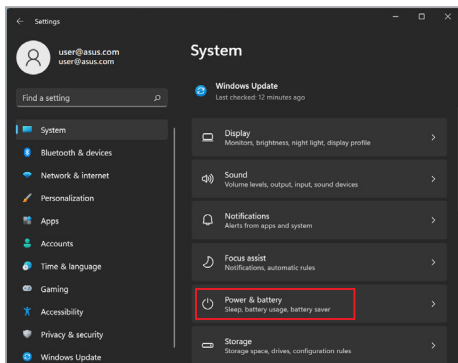 Settings
user@asus.com
user@asus.com
Find a setting
System
Bluetooth & devices
Network & internet
Personalization
Apps
Accounts
Time & language
Gaming
Accessibility
Privacy & security
Windows Update
System
Windows Update
Last checked: 12 minutes ago
Display
Monitors, brightness, night light, display profile
Sound
Volume levels, output, input, sound devices
Notifications
Alerts from apps and system
Focus assist
Notifications, automatic rules
Power & battery
Sleep, battery usage, battery saver
Storage
Storage space, drives, configuration rules